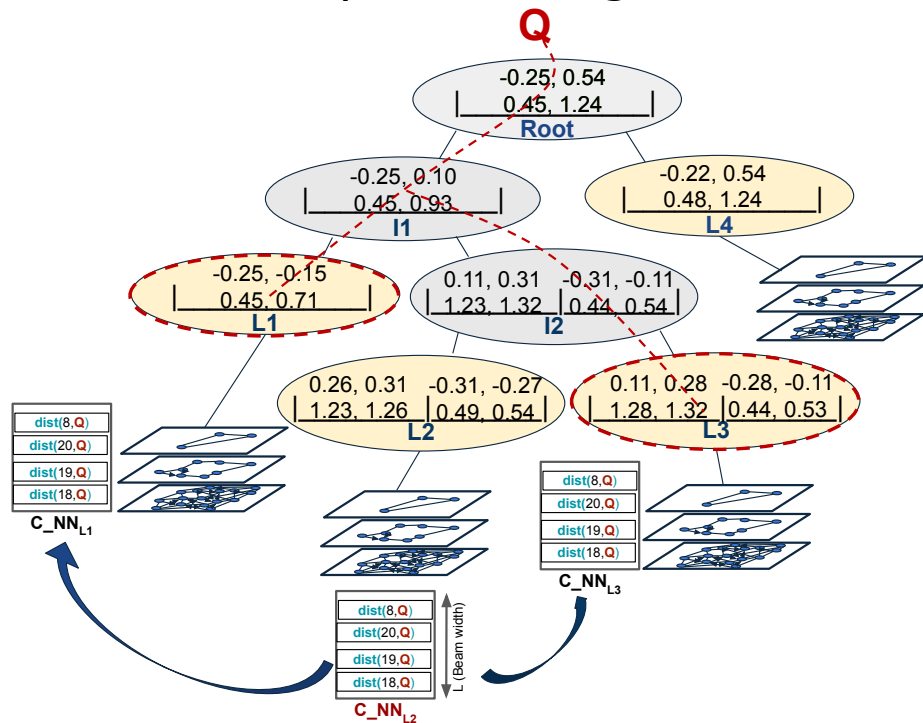 Q
-0.25, 0.54
0.45, 1.24
Root
-0.25, 0.10
0.45, 0.93
I1
-0.22, 0.54
0.48, 1.24
L4
-0.25, -0.15
0.45, 0.71
L1
0.11, 0.31 -0.31, -0.11
1.23, 1.32 0.44, 0.54
I2
0.26, 0.31 -0.31, -0.27
1.23, 1.26 0.49, 0.54
L2
0.11, 0.28 -0.28, -0.11
1.28, 1.32 0.44, 0.53
L3
dist(8,Q)
dist(20,Q)
dist(19,Q)
dist(18,Q)
C_NN_L1
dist(8,Q)
dist(20,Q)
dist(19,Q)
dist(18,Q)
C_NN_L3
dist(8,Q)
dist(20,Q)
dist(19,Q)
dist(18,Q)
L (Beam width)
C_NN_L2